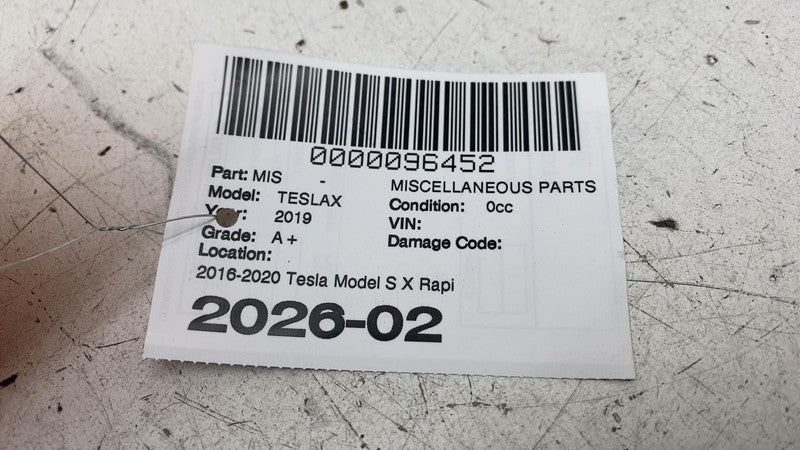 0000096452
Part: MIS - MISCELLANEOUS PARTS
Model: TESLAX Condition: 0cc
Year: 2019 VIN:
Grade: A+ Damage Code:
Location:
2016-2020 Tesla Model S X Rapi
2026-02